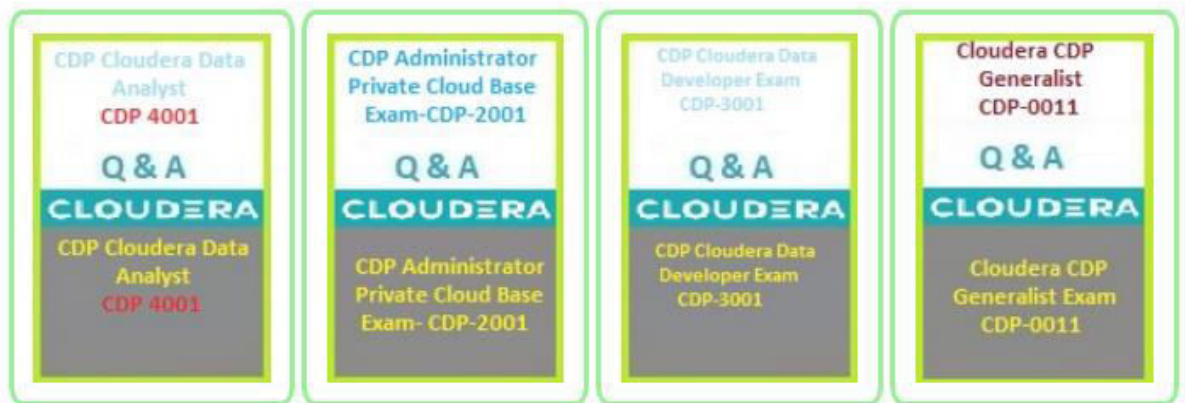 CDP Cloudera Data
Analyst
CDP 4001
Q & A
CLOUDERA
CDP Cloudera Data
Analyst
CDP 4001
CDP Administrator
Private Cloud Base
Exam-CDP-2001
Q & A
CLOUDERA
CDP Administrator
Private Cloud Base
Exam- CDP-2001
CDP Cloudera Data
Developer Exam
CDP-3001
Q & A
CLOUDERA
CDP Cloudera Data
Developer Exam
CDP-3001
Cloudera CDP
Generalist
CDP-0011
Q & A
CLOUDERA
Cloudera CDP
Generalist Exam
CDP-0011